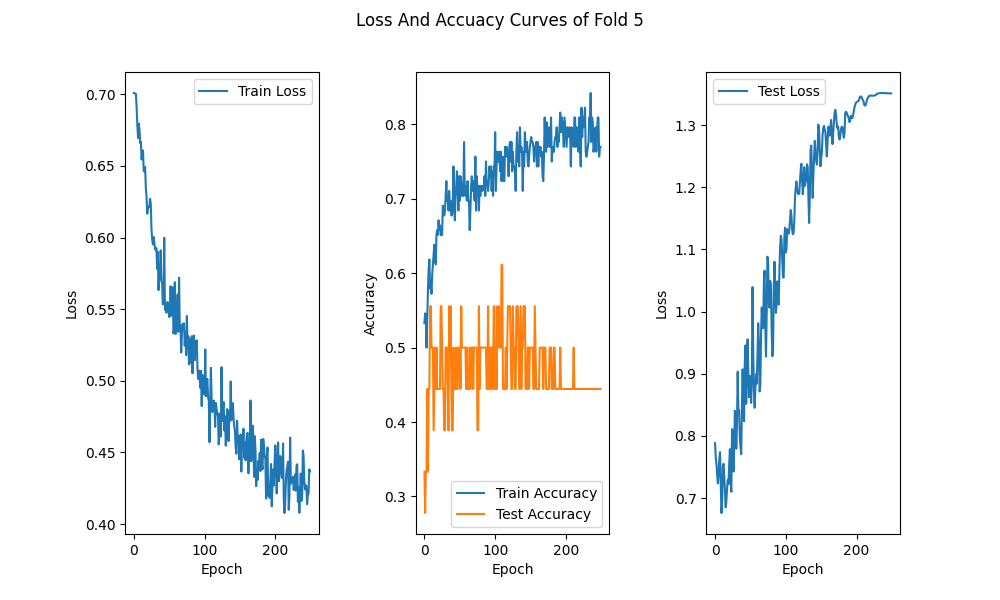 Loss And Accuacy Curves of Fold 5
Loss
0.70
0.65
0.60
0.55
0.50
0.45
0.40
Train Loss
0 100 200
Epoch
Accuracy
0.8
0.7
0.6
0.5
0.4
0.3
Train Accuracy
Test Accuracy
0 100 200
Epoch
Loss
1.3
1.2
1.1
1.0
0.9
0.8
0.7
Test Loss
0 100 200
Epoch